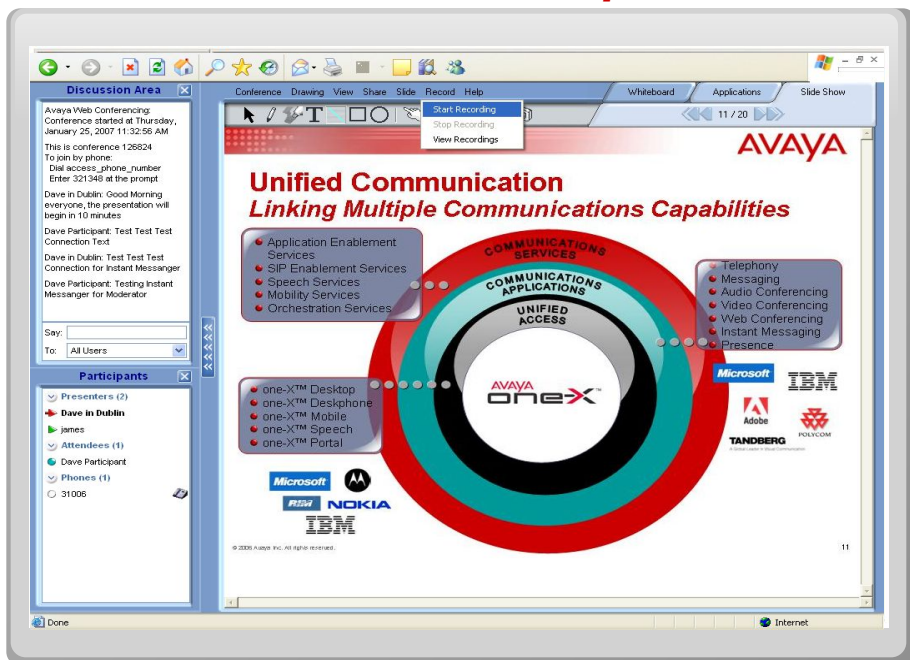 Discussion Area
Avaya Web Conferencing:
Conference started at Thursday,
January 25, 2007 11:32:56 AM
This is conference 126824
To join by phone:
Dial access_phone_number
Enter 321348 at the prompt
Dave in Dublin: Good Morning
everyone, the presentation will
begin in 10 minutes
Dave Participant: Test Test Test
Connection Text
Dave in Dublin: Test Test Test
Connection for Instant Messanger
Dave Participant: Testing Instant
Messanger for Moderator
Say:
To: All Users
Participants
Presenters (2)
Dave in Dublin
james
Attendees (1)
Dave Participant
Phones (1)
31006
Conference Drawing View Share Slide Record Help
Whiteboard Applications Slide Show
Start Recording
Stop Recording
View Recordings
T
11 / 20
AVAYA
Unified Communication
Linking Multiple Communications Capabilities
Application Enablement
Services
SIP Enablement Services
Speech Services
Mobility Services
Orchestration Services
COMMUNICATIONS
SERVICES
COMMUNICATIONS
APPLICATIONS
UNIFIED
ACCESS
AVAYA
one-X™
Telephony
Messaging
Audio Conferencing
Video Conferencing
Web Conferencing
Instant Messaging
Presence
one-X™ Desktop
one-X™ Deskphone
one-X™ Mobile
one-X™ Speech
one-X™ Portal
Microsoft
IBM
Adobe
POLYCOM
TANDBERG
Microsoft
RIM
NOKIA
IBM
© 2006 Avaya Inc. All rights reserved.
11
Done
Internet